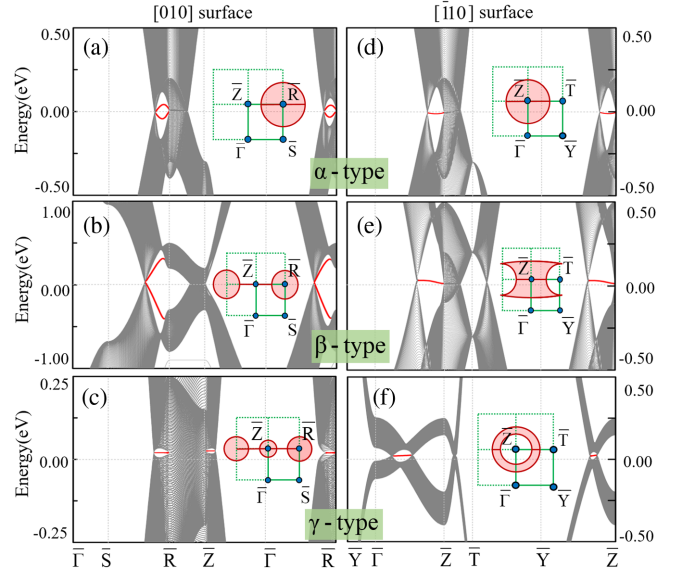 [010] surface
[1̄10] surface
(a)
(d)
0.50
0.00
-0.50
Energy(eV)
Z̄
R̄
Γ̄
S̄
Z̄
T̄
Γ̄
Ȳ
0.50
0.00
-0.50
α-type
(b)
(e)
1.00
0.00
-1.00
Energy(eV)
Z̄
R̄
Γ̄
S̄
Z̄
T̄
Γ̄
Ȳ
0.50
0.00
0.50
β-type
(c)
(f)
0.25
0.00
-0.25
Energy(eV)
Z̄
R̄
Γ̄
S̄
Z̄
T̄
Γ̄
Ȳ
0.50
0.00
0.50
γ-type
Γ̄ S̄ R̄ Z̄ Γ̄ R̄
Ȳ Γ̄ Z̄ T̄ Y Z̄